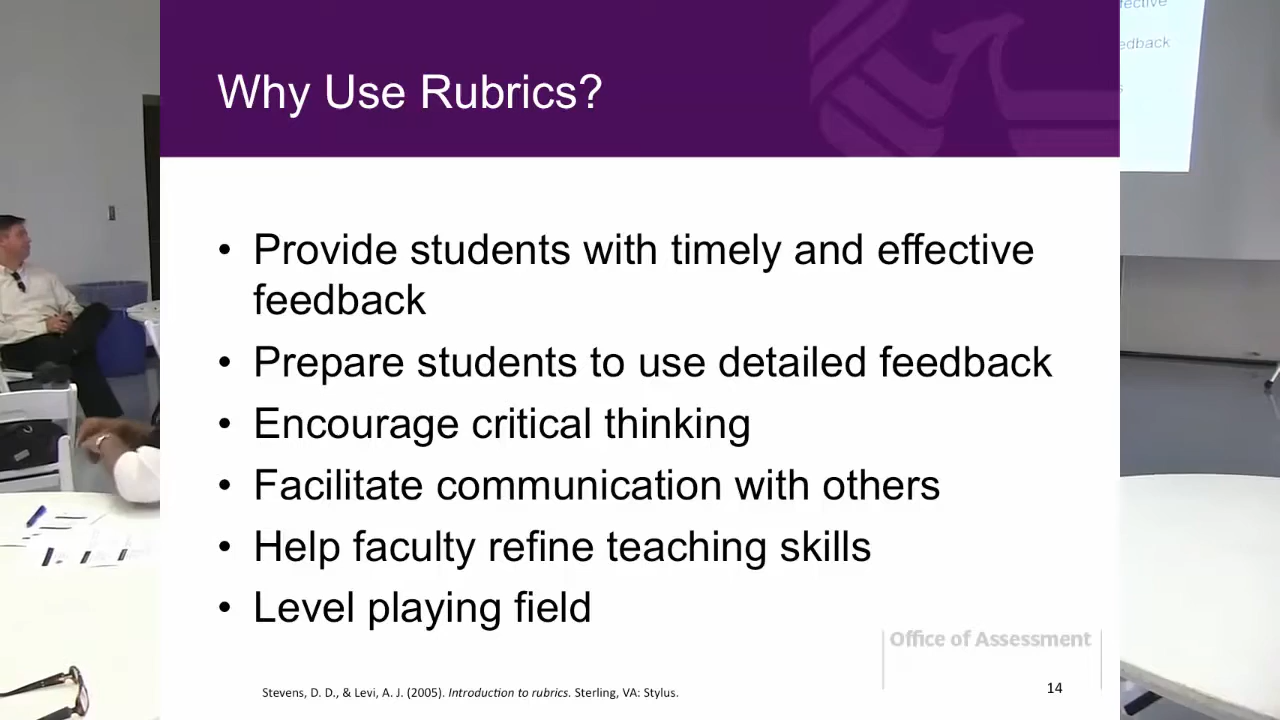 Why Use Rubrics?
• Provide students with timely and effective
feedback
• Prepare students to use detailed feedback
• Encourage critical thinking
• Facilitate communication with others
• Help faculty refine teaching skills
• Level playing field
Office of Assessment
Stevens, D. D., & Levi, A. J. (2005). Introduction to rubrics. Sterling, VA: Stylus.
14